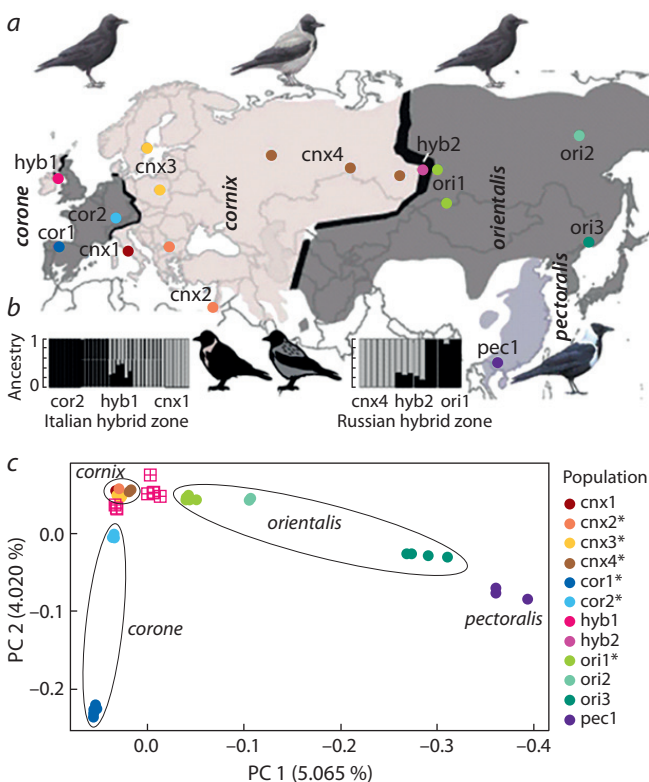 a
hyb1
cnx3
cnx4
hyb2
ori2
ori1
corone
cor2
cornix
orientalis
cor1
cnx1
ori3
cnx2
pectoralis
pec1
b
Ancestry
1
0
cor2 hyb1 cnx1
Italian hybrid zone
1
0
cnx4 hyb2 ori1
Russian hybrid zone
c
cornix
orientalis
corone
pectoralis
PC 2 (4.020 %)
0.0
−0.1
−0.2
0.0 −0.1 −0.2 −0.3 −0.4
PC 1 (5.065 %)
Population
cnx1
cnx2*
cnx3*
cnx4*
cor1*
cor2*
hyb1
hyb2
ori1*
ori2
ori3
pec1